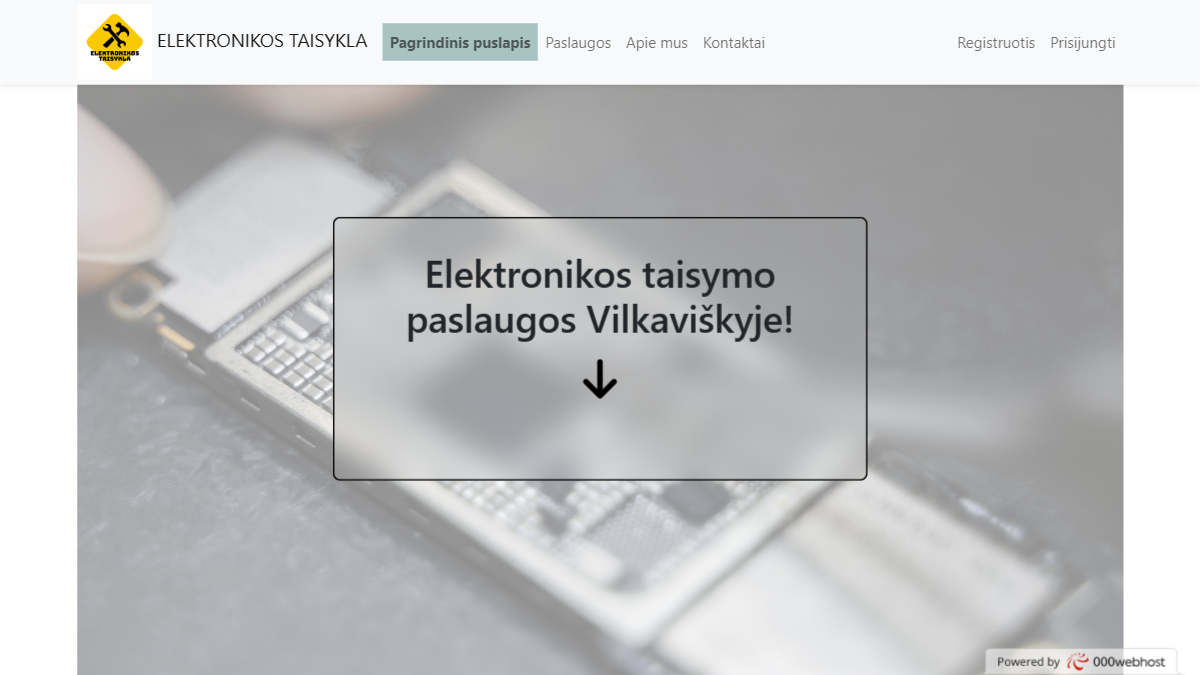 ELEKTRONIKOS
TAISYKLA
ELEKTRONIKOS TAISYKLA
Pagrindinis puslapis
Paslaugos
Apie mus
Kontaktai
Registruotis
Prisijungti
Elektronikos taisymo
paslaugos Vilkaviškyje!
Powered by 000webhost